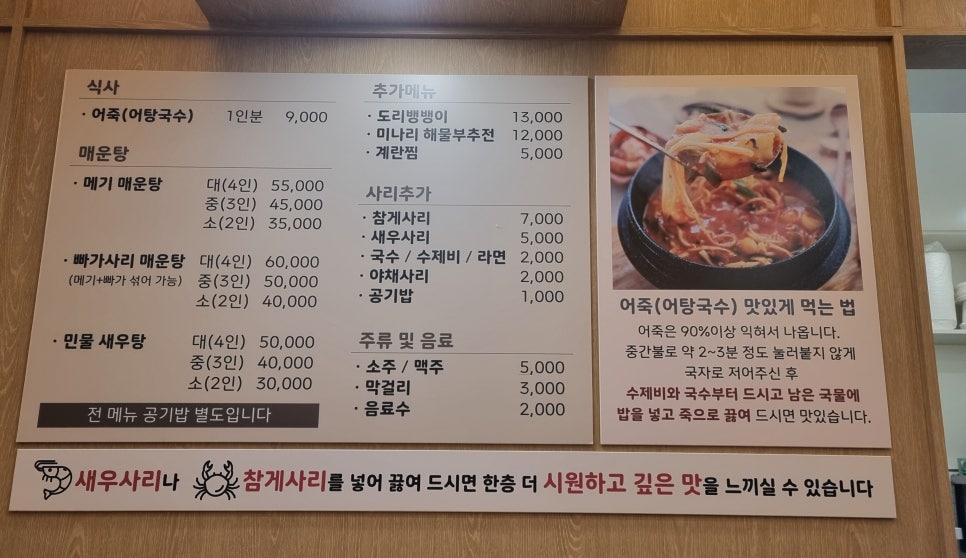 식사
· 어죽(어탕국수) 1인분 9,000
매운탕
· 메기 매운탕 대(4인) 55,000
중(3인) 45,000
소(2인) 35,000
· 빠가사리 매운탕 대(4인) 60,000
(메기+빠가 섞어 가능) 중(3인) 50,000
소(2인) 40,000
· 민물 새우탕 대(4인) 50,000
중(3인) 40,000
소(2인) 30,000
전 메뉴 공기밥 별도입니다
추가메뉴
· 도리뱅뱅이 13,000
· 미나리 해물부추전 12,000
· 계란찜 5,000
사리추가
· 참게사리 7,000
· 새우사리 5,000
· 국수 / 수제비 / 라면 2,000
· 야채사리 2,000
· 공기밥 1,000
주류 및 음료
· 소주 / 맥주 5,000
· 막걸리 3,000
· 음료수 2,000
어죽(어탕국수) 맛있게 먹는 법
어죽은 90%이상 익혀서 나옵니다.
중간불로 약 2~3분 정도 눌러붙지 않게
국자로 저어주신 후
수제비와 국수부터 드시고 남은 국물에
밥을 넣고 죽으로 끓여 드시면 맛있습니다.
새우사리나 참게사리를 넣어 끓여 드시면 한층 더 시원하고 깊은 맛을 느끼실 수 있습니다